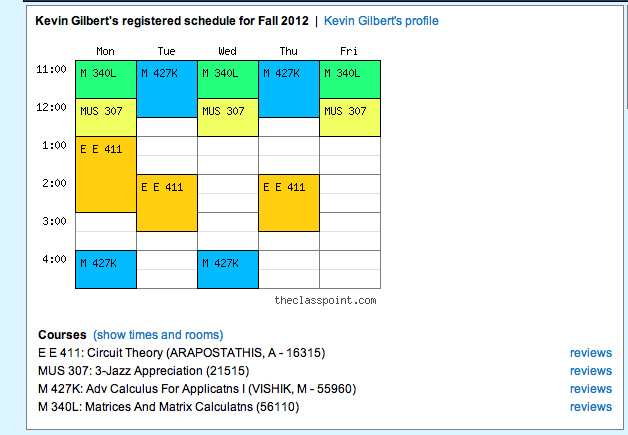 Kevin Gilbert's registered schedule for Fall 2012 | Kevin Gilbert's profile
Mon Tue Wed Thu Fri
11:00 M 340L M 427K M 340L M 427K M 340L
12:00 MUS 307 MUS 307 MUS 307
1:00 E E 411
2:00 E E 411 E E 411
3:00
4:00 M 427K M 427K
theclasspoint.com
Courses (show times and rooms)
E E 411: Circuit Theory (ARAPOSTATHIS, A - 16315) reviews
MUS 307: 3-Jazz Appreciation (21515) reviews
M 427K: Adv Calculus For Applicatns I (VISHIK, M - 55960) reviews
M 340L: Matrices And Matrix Calculatns (56110) reviews